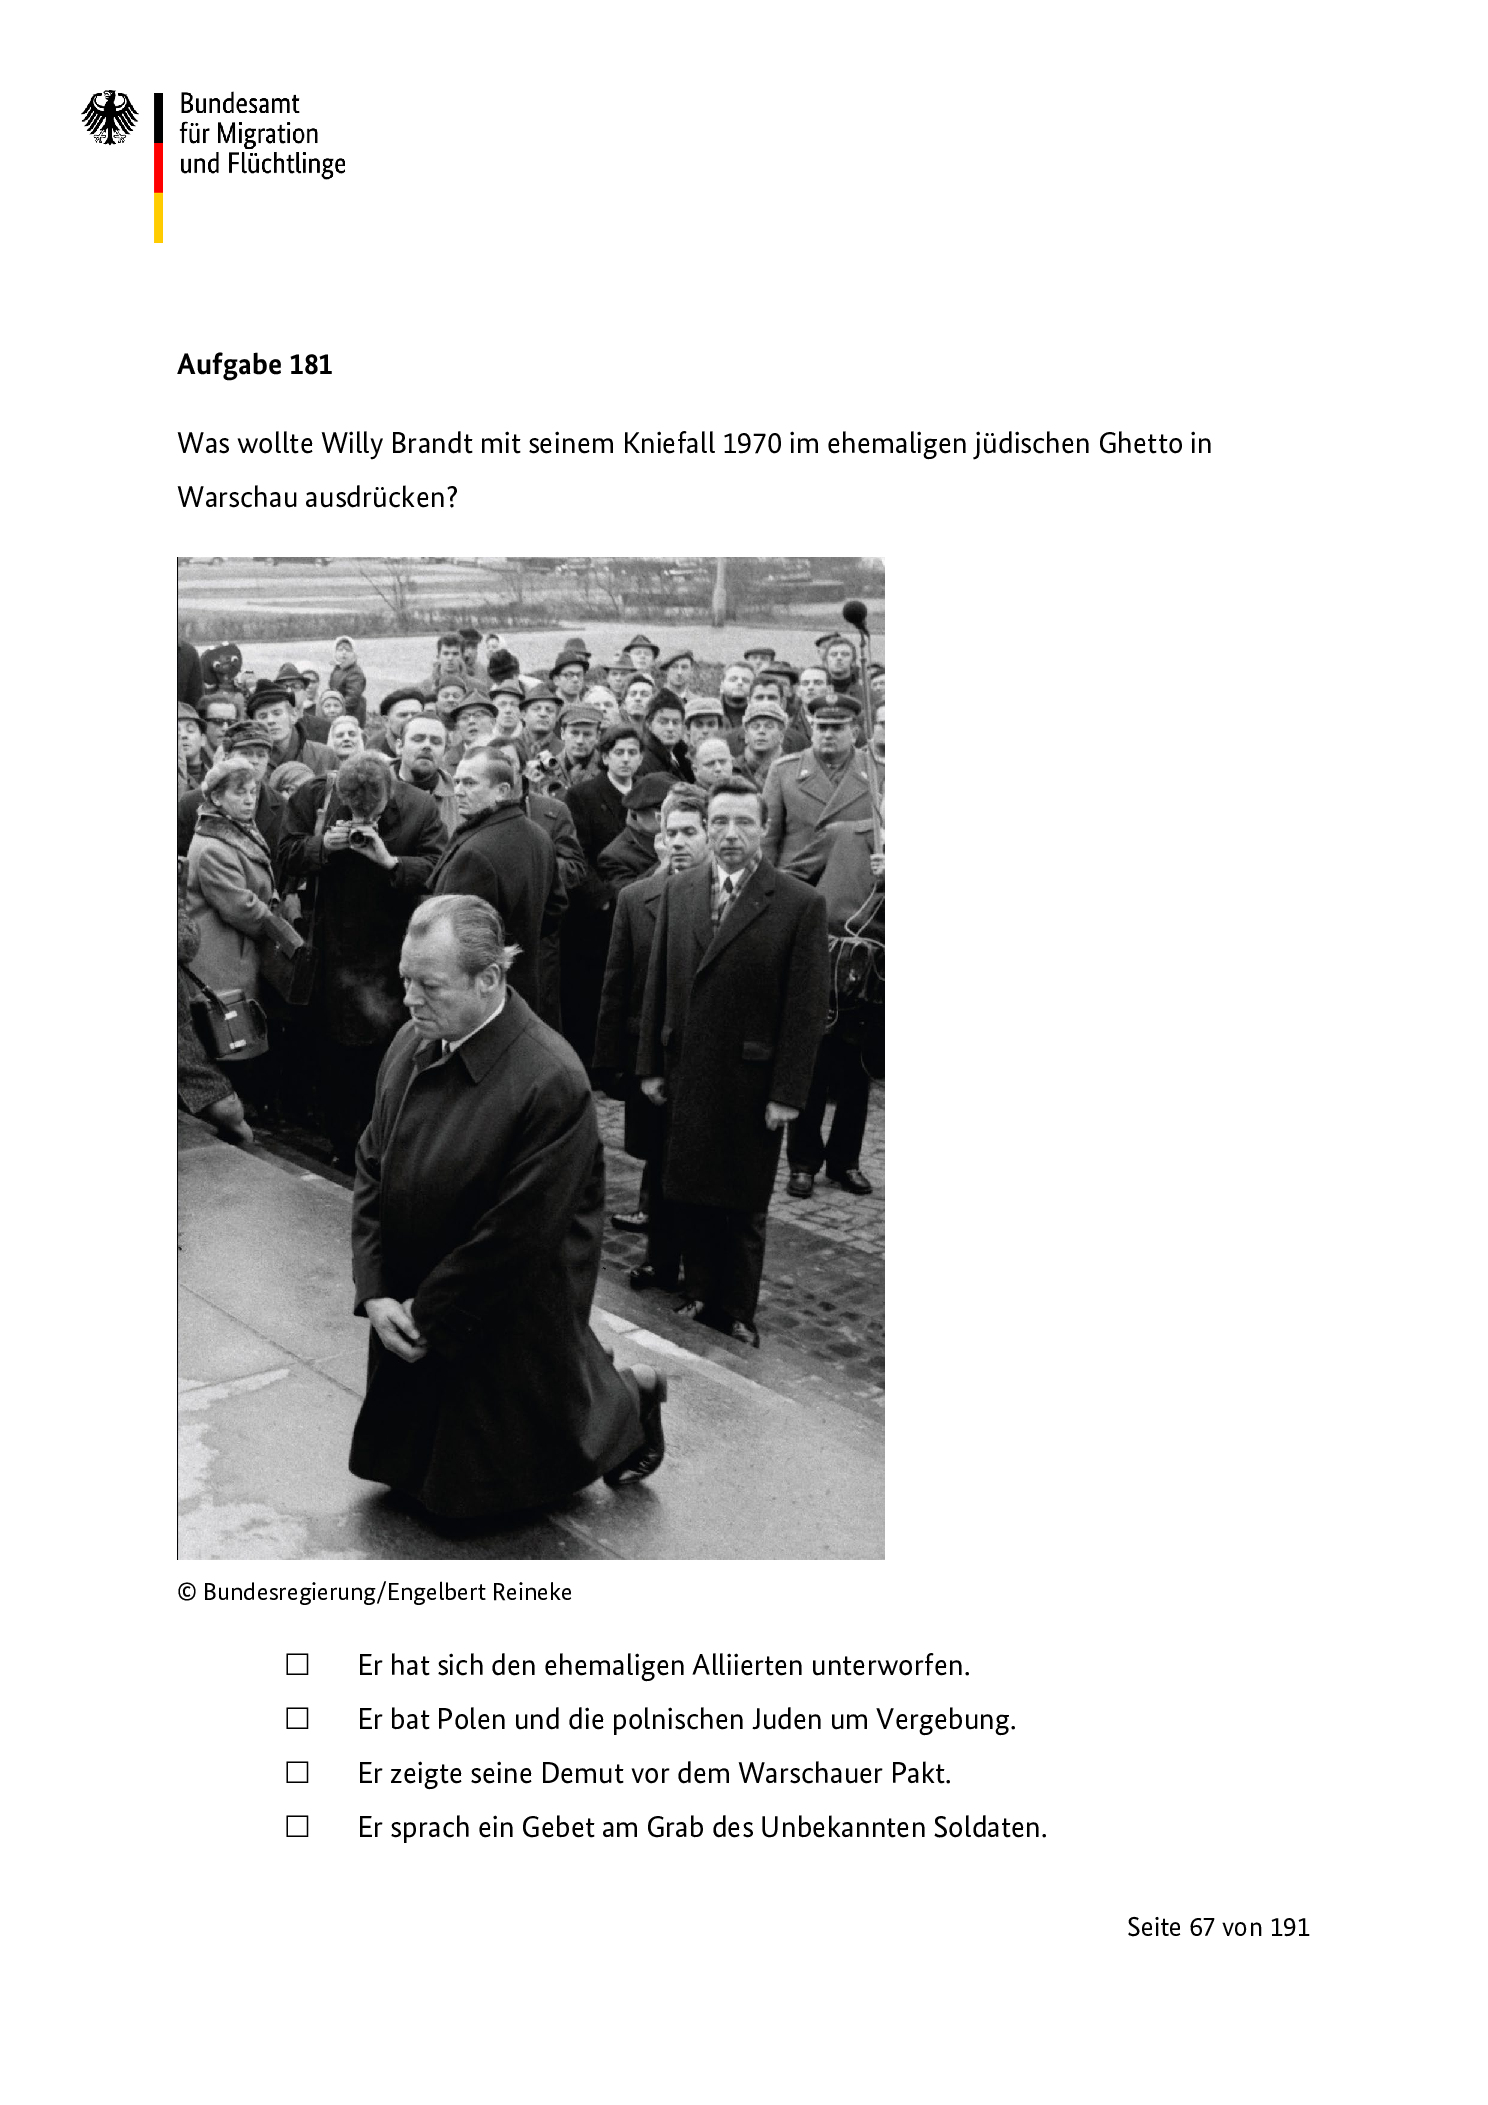 Bundesamt
für Migration
und Flüchtlinge
Aufgabe 181
Was wollte Willy Brandt mit seinem Kniefall 1970 im ehemaligen jüdischen Ghetto in
Warschau ausdrücken?
© Bundesregierung/Engelbert Reineke
Er hat sich den ehemaligen Alliierten unterworfen.
Er bat Polen und die polnischen Juden um Vergebung.
Er zeigte seine Demut vor dem Warschauer Pakt.
Er sprach ein Gebet am Grab des Unbekannten Soldaten.
Seite 67 von 191